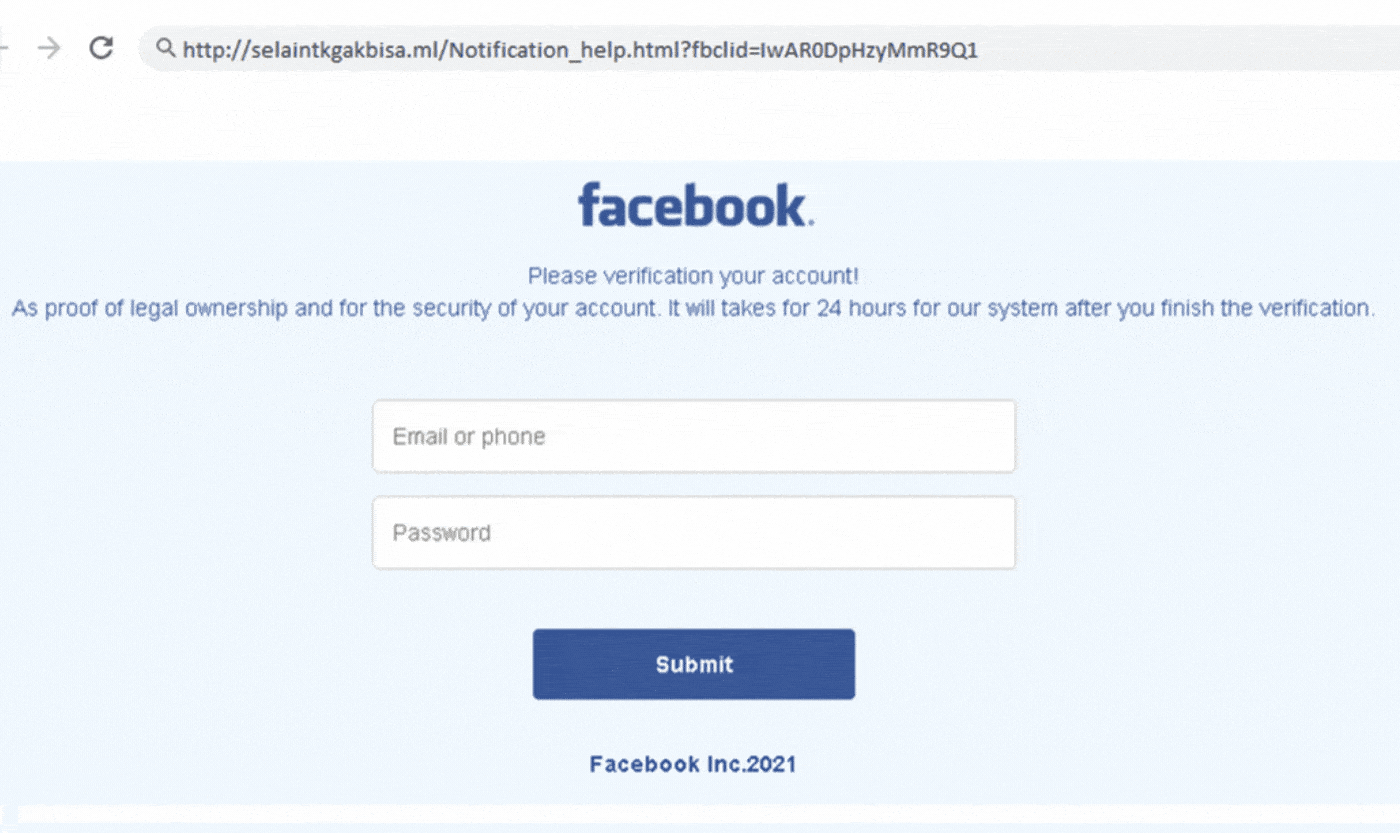 http://selaintkgakbisa.ml/Notification_help.html?fbclid=IwAR0DpHzyMmR9Q1
facebook.
Please verification your account!
As proof of legal ownership and for the security of your account. It will takes for 24 hours for our system after you finish the verification.
Email or phone
Password
Submit
Facebook Inc.2021